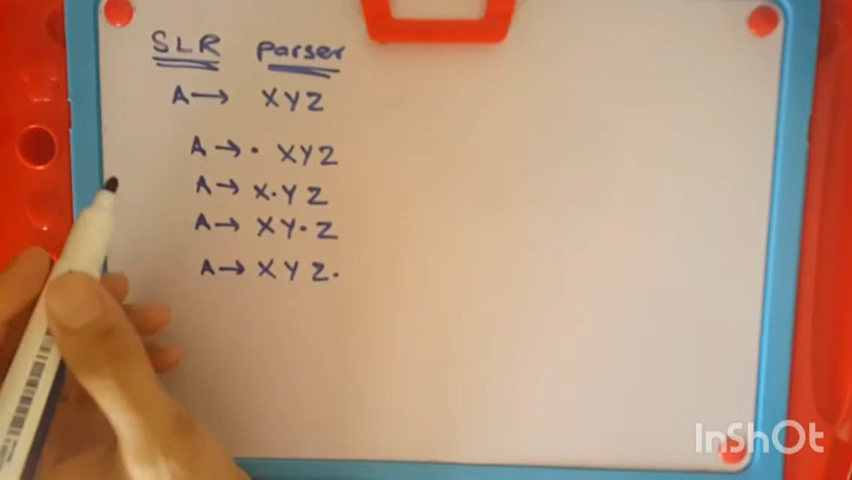 SLR parser
A → XYZ
A → • XYZ
A → X•YZ
A → XY•Z
A → XYZ•
InShOt